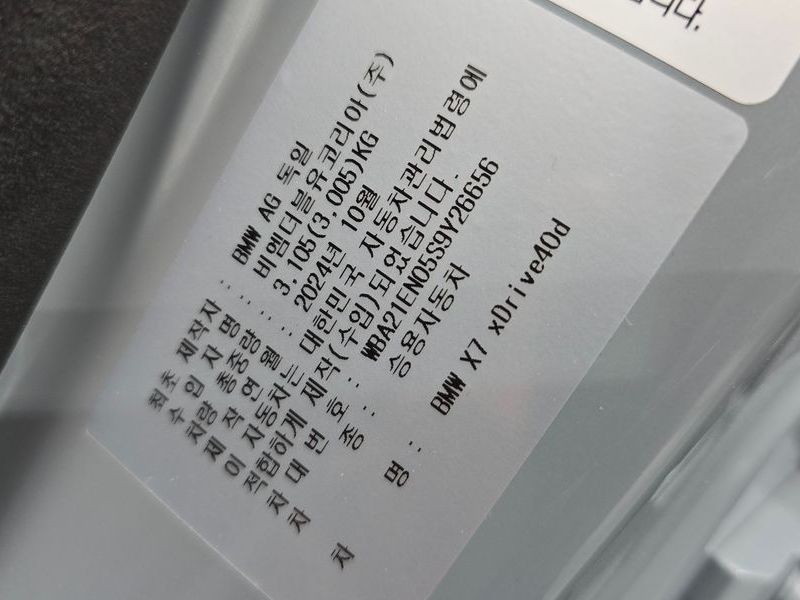 최초 제작자 : BMW AG 독일
수 입 자 명 : 비엠더블유코리아(주)
차량 총중량 : 3,105(3,005)KG
제 작 연 월 : 2024년 10월
이 자동차는 대한민국 자동차관리법령에
적합하게 제작(수입)되었습니다.
차 대 번 호 : WBA21EN05S9Y26656
차 종 : 승용자동차
차 명 : BMW X7 xDrive40d